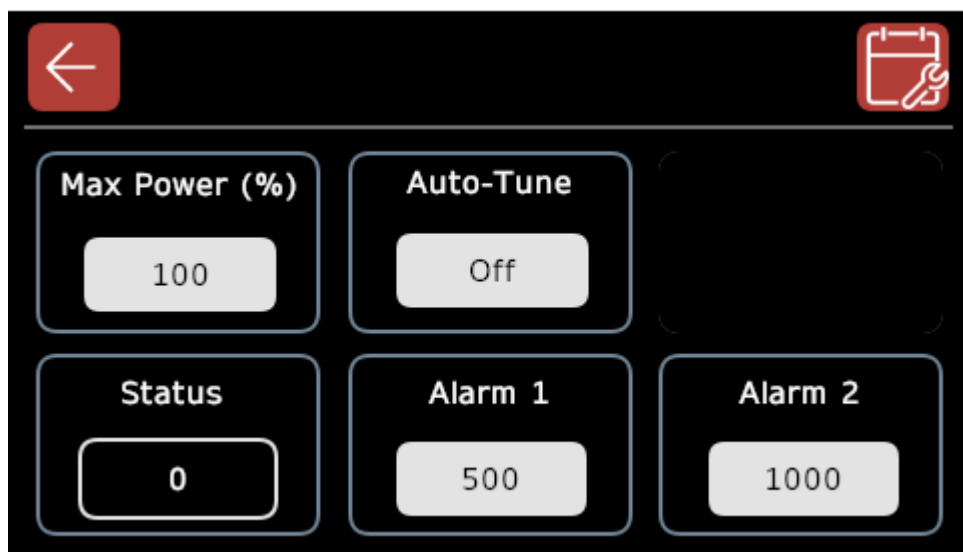 Max Power (%)
Auto-Tune
100
Off
Status
Alarm 1
Alarm 2
0
500
1000